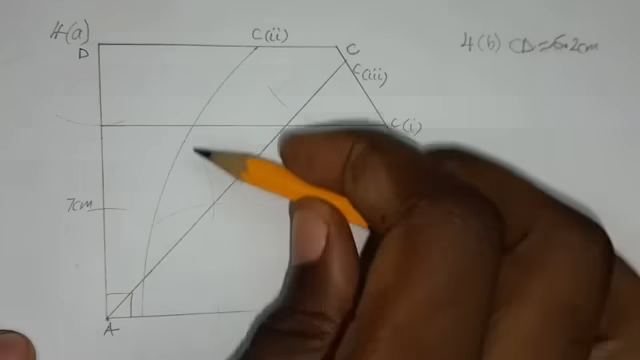 4(a)
C(ii)
C
D
4(b) CD = 6.2cm
C(iii)
C(i)
7cm
A